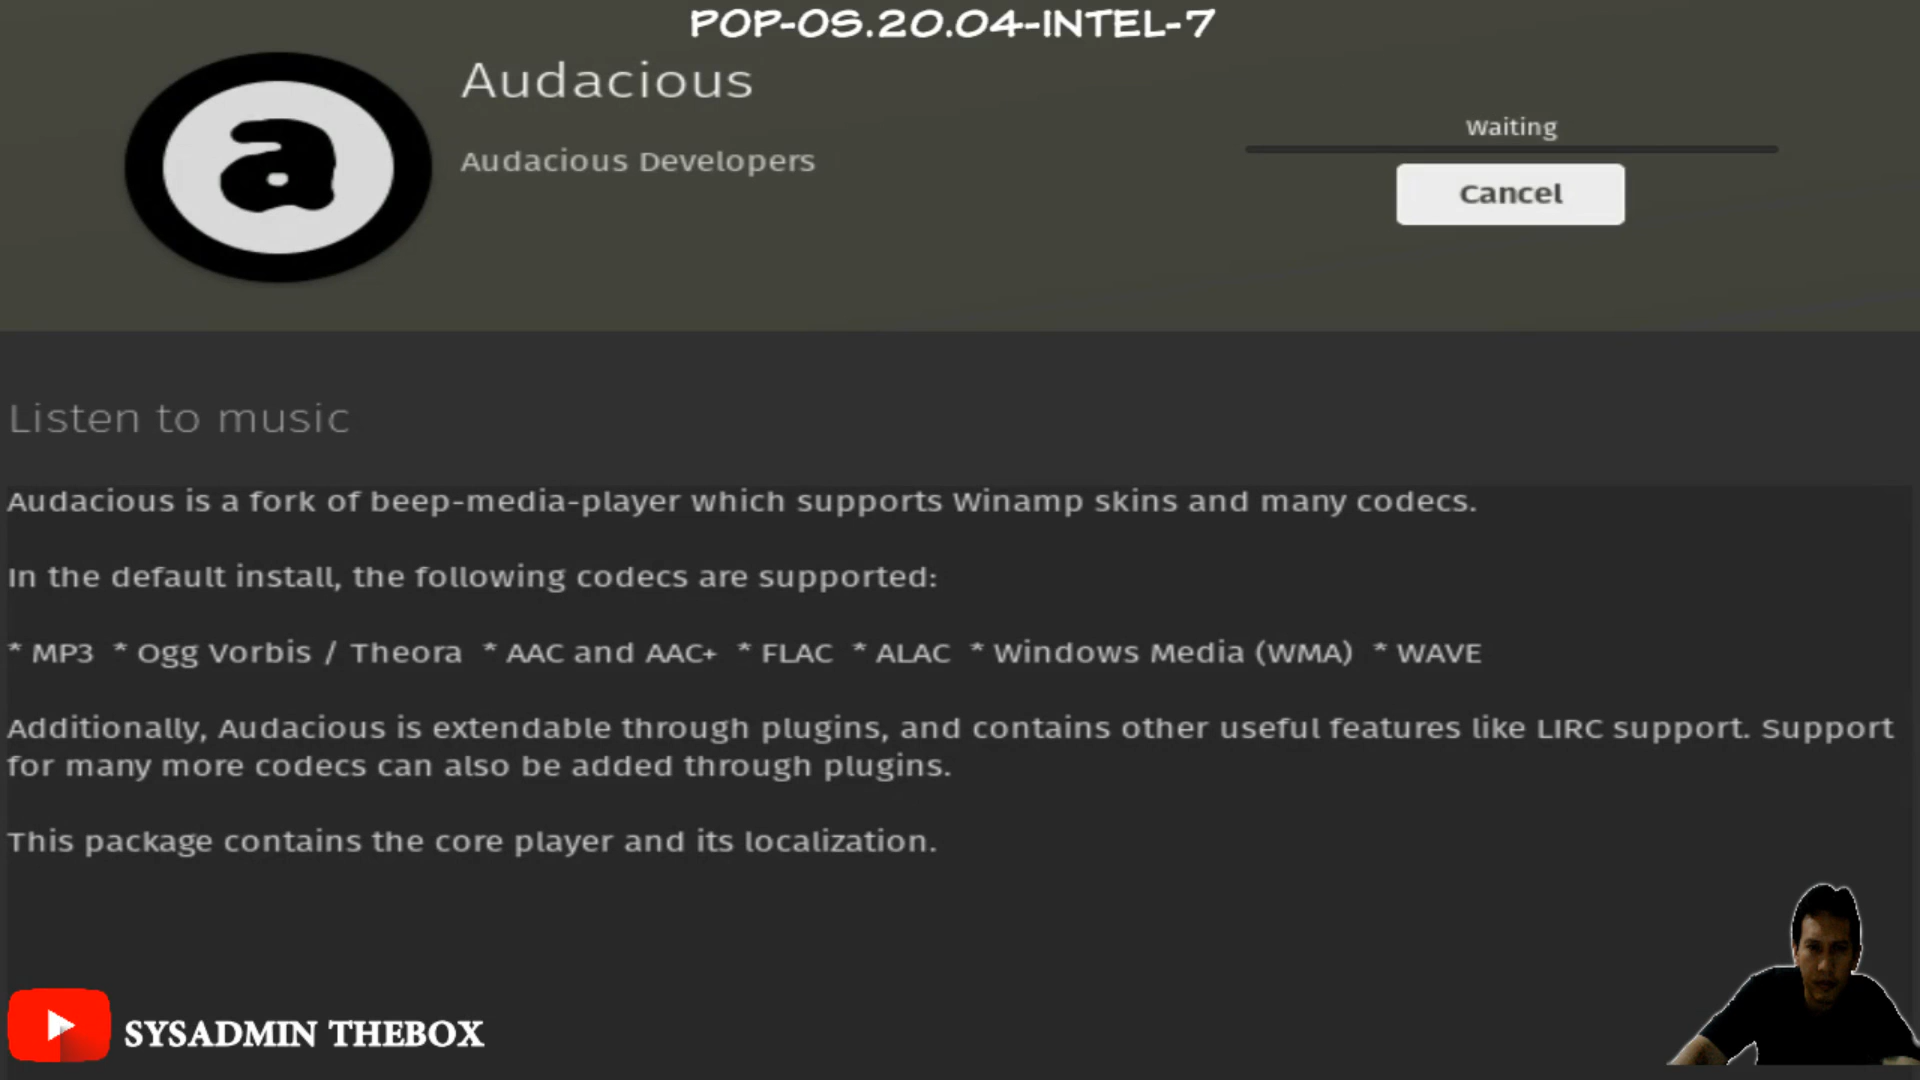 POP-OS.20.04-INTEL-7
Audacious
Audacious Developers
Waiting
Cancel
Listen to music
Audacious is a fork of beep-media-player which supports Winamp skins and many codecs.
In the default install, the following codecs are supported:
* MP3 * Ogg Vorbis / Theora * AAC and AAC+ * FLAC * ALAC * Windows Media (WMA) * WAVE
Additionally, Audacious is extendable through plugins, and contains other useful features like LIRC support. Support
for many more codecs can also be added through plugins.
This package contains the core player and its localization.
SYSADMIN THEBOX